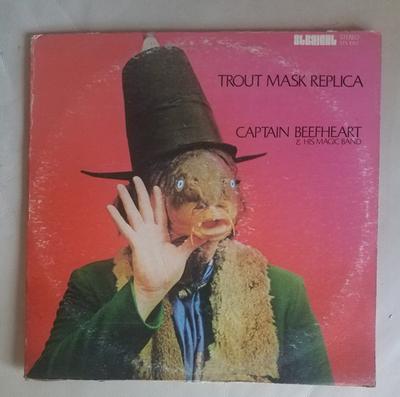 straight
STEREO
TROUT MASK REPLICA
CAPTAIN BEEFHEART
& HIS MAGIC BAND